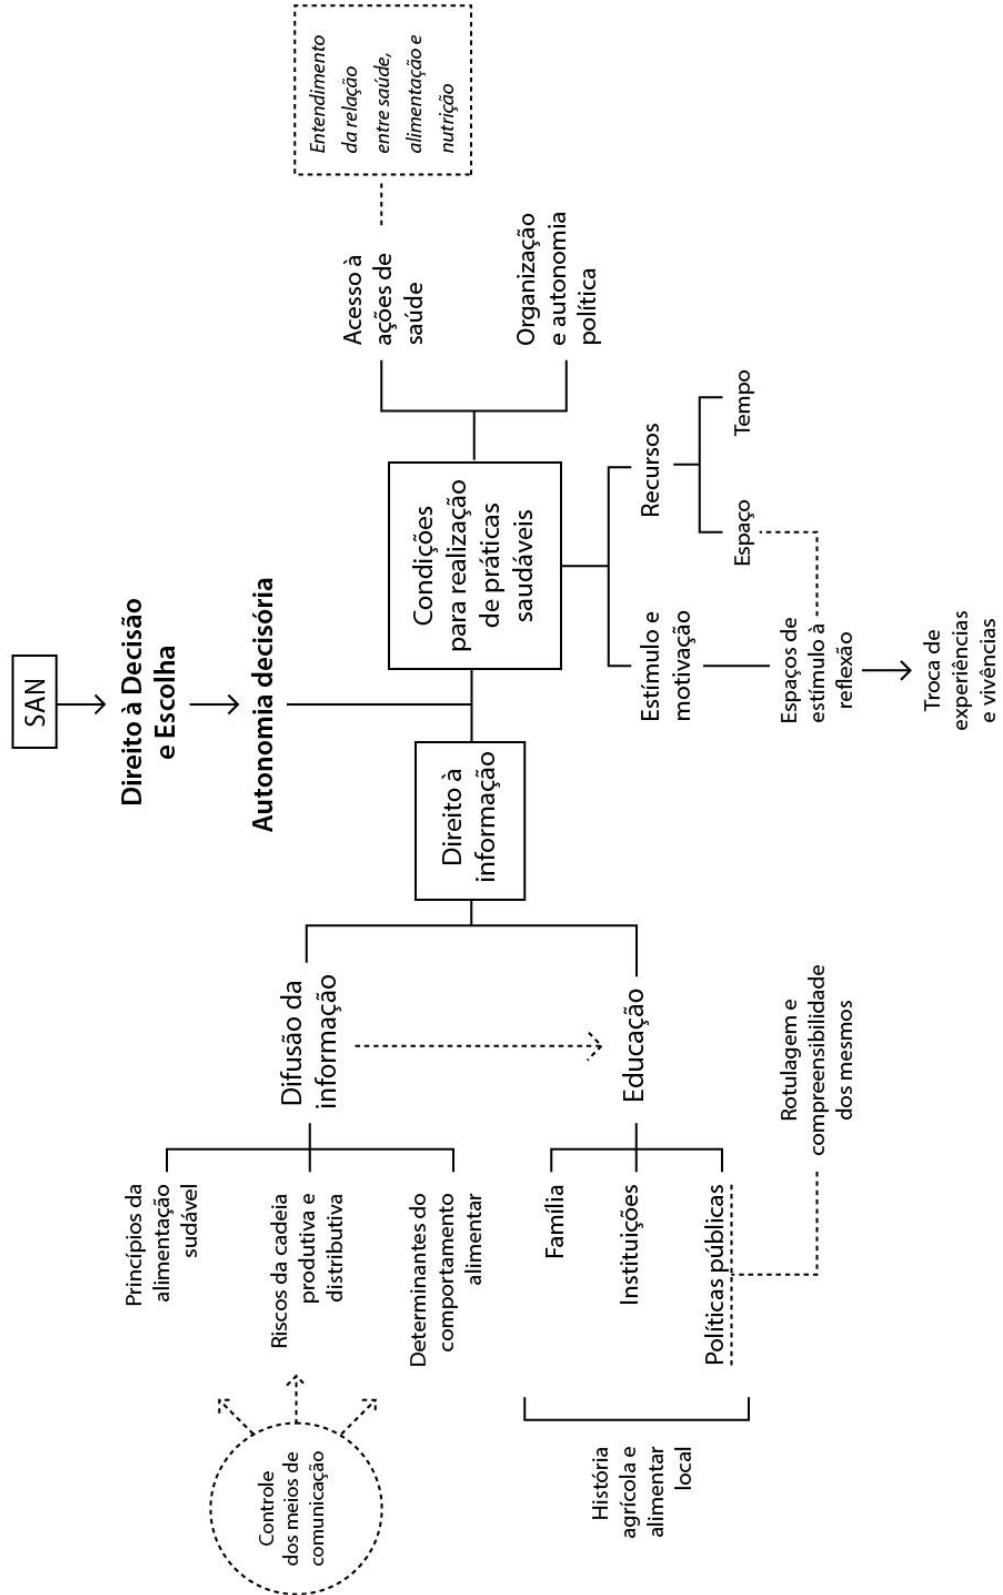 SAN
Direito à Decisão
e Escolha
Autonomia decisória
Direito à
informação
Condições
para realização
de práticas
saudáveis
Difusão da
informação
Princípios da
alimentação
sudável
Riscos da cadeia
produtiva e
distributiva
Determinantes do
comportamento
alimentar
Controle
dos meios de
comunicação
Educação
Família
Instituições
Políticas públicas
História
agrícola e
alimentar
local
Rotulagem e
compreensibilidade
dos mesmos
Acesso à
ações de
saúde
Entendimento
da relação
entre saúde,
alimentação e
nutrição
Organização
e autonomia
política
Estímulo e
motivação
Recursos
Espaço
Tempo
Espaços de
estímulo à
reflexão
Troca de
experiências
e vivências